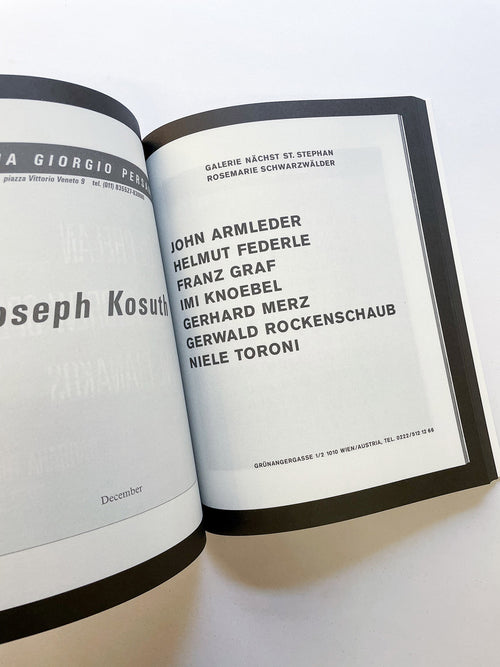 GIORGIO
piazza Vittorio Veneto 9 tel. (011)
oseph Kosuth
December
GALERIE NÄCHST ST. STEPHAN
ROSEMARIE SCHWARZWÄLDER
JOHN ARMLEDER
HELMUT FEDERLE
FRANZ GRAF
IMI KNOEBEL
GERHARD MERZ
GERWALD ROCKENSCHAUB
NIELE TORONI
GRÜNANGERGASSE 1/2 1010 WIEN/AUSTRIA, TEL. 0222/512 12 66